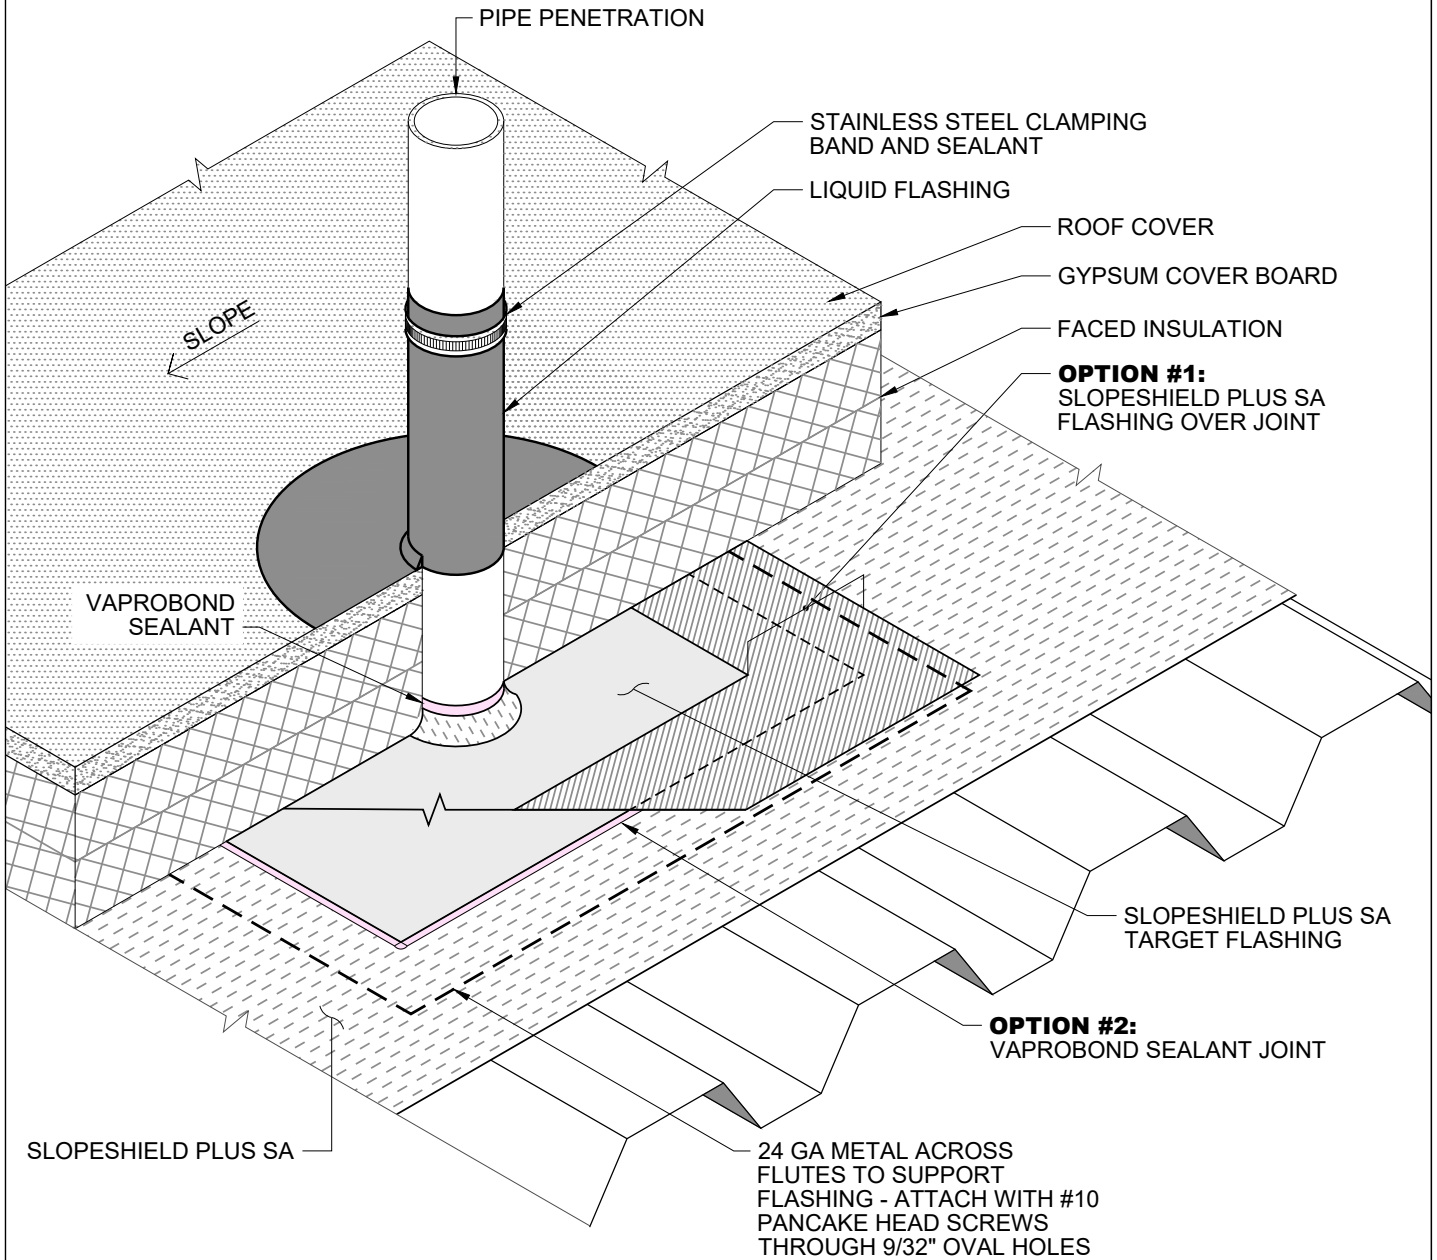 PIPE PENETRATION
STAINLESS STEEL CLAMPING
BAND AND SEALANT
LIQUID FLASHING
ROOF COVER
GYPSUM COVER BOARD
FACED INSULATION
OPTION #1:
SLOPESHIELD PLUS SA
FLASHING OVER JOINT
SLOPE
VAPROBOND
SEALANT
SLOPESHIELD PLUS SA
TARGET FLASHING
OPTION #2:
VAPROBOND SEALANT JOINT
SLOPESHIELD PLUS SA
24 GA METAL ACROSS
FLUTES TO SUPPORT
FLASHING - ATTACH WITH #10
PANCAKE HEAD SCREWS
THROUGH 9/32" OVAL HOLES